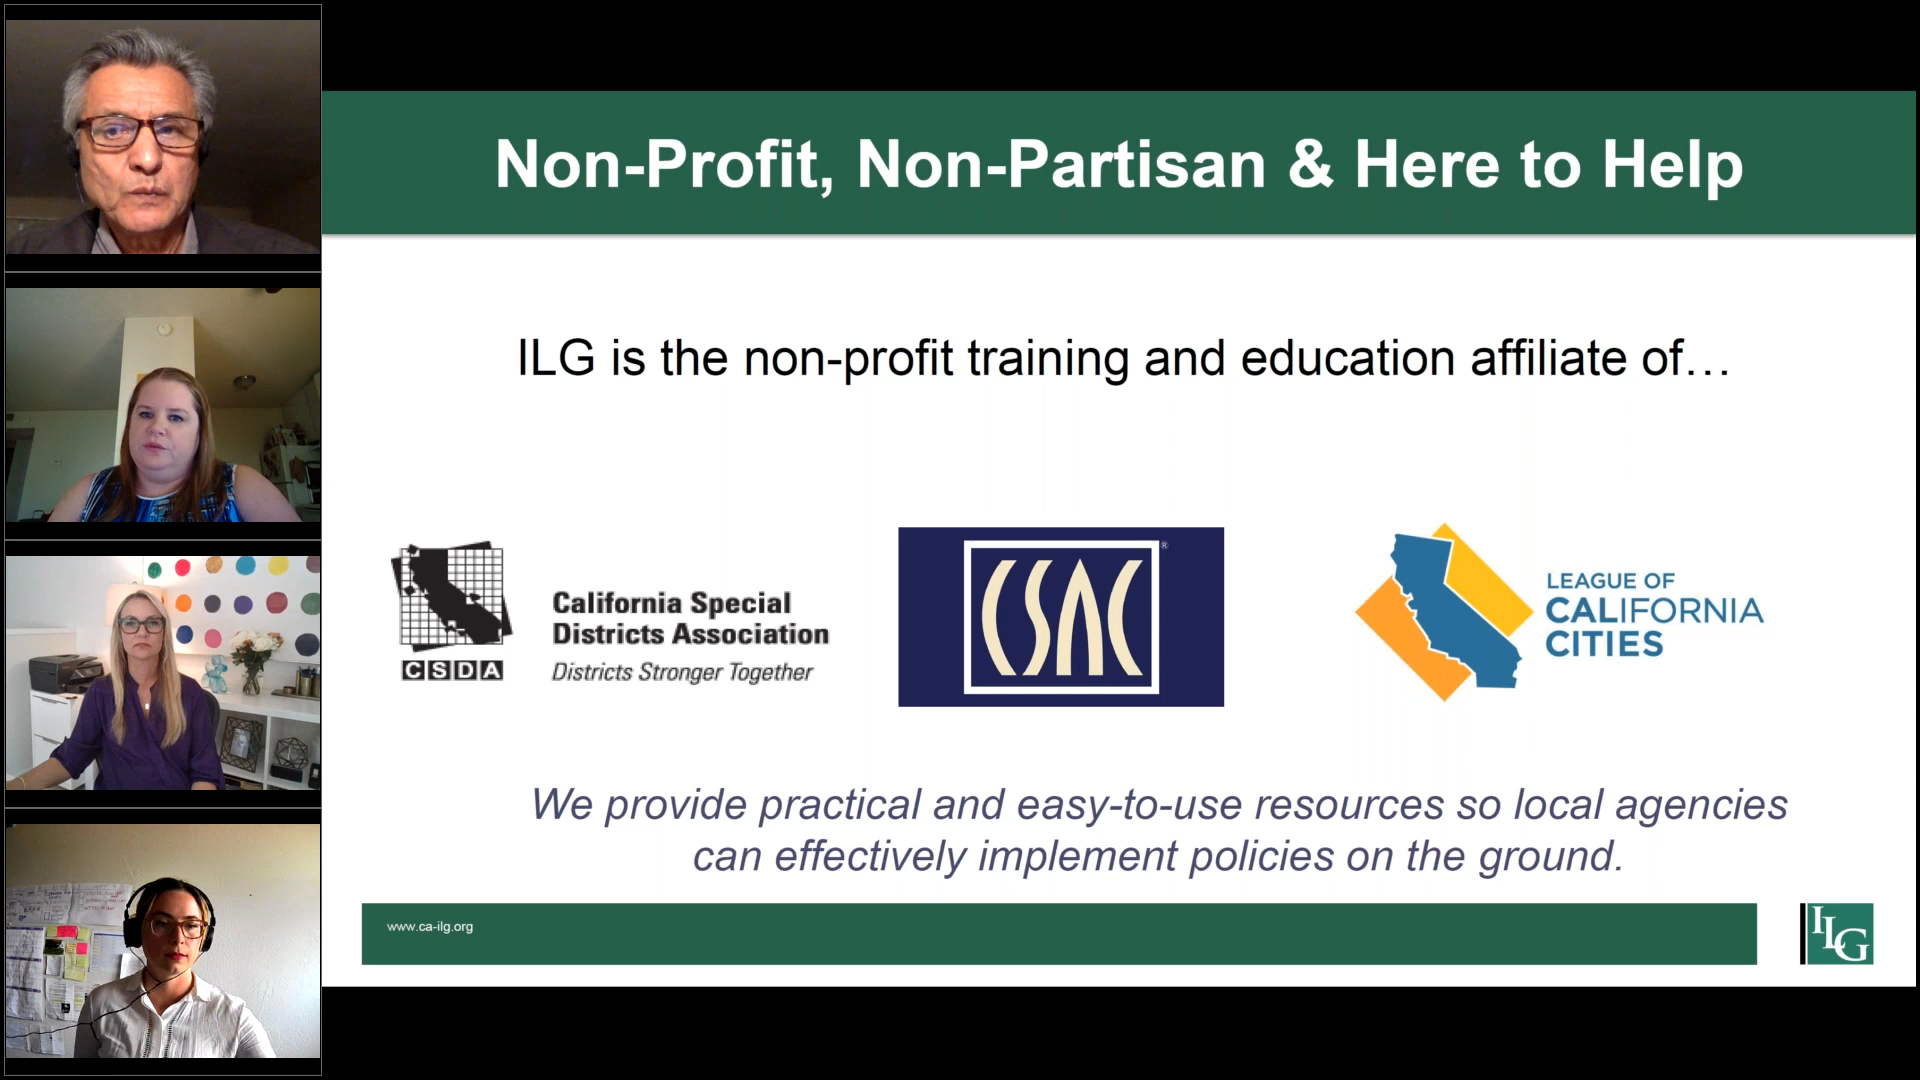 Non-Profit, Non-Partisan & Here to Help
ILG is the non-profit training and education affiliate of…
California Special
Districts Association
CSDA
Districts Stronger Together
CSAC®
LEAGUE OF
CALIFORNIA
CITIES
We provide practical and easy-to-use resources so local agencies
can effectively implement policies on the ground.
www.ca-ilg.org
ILG